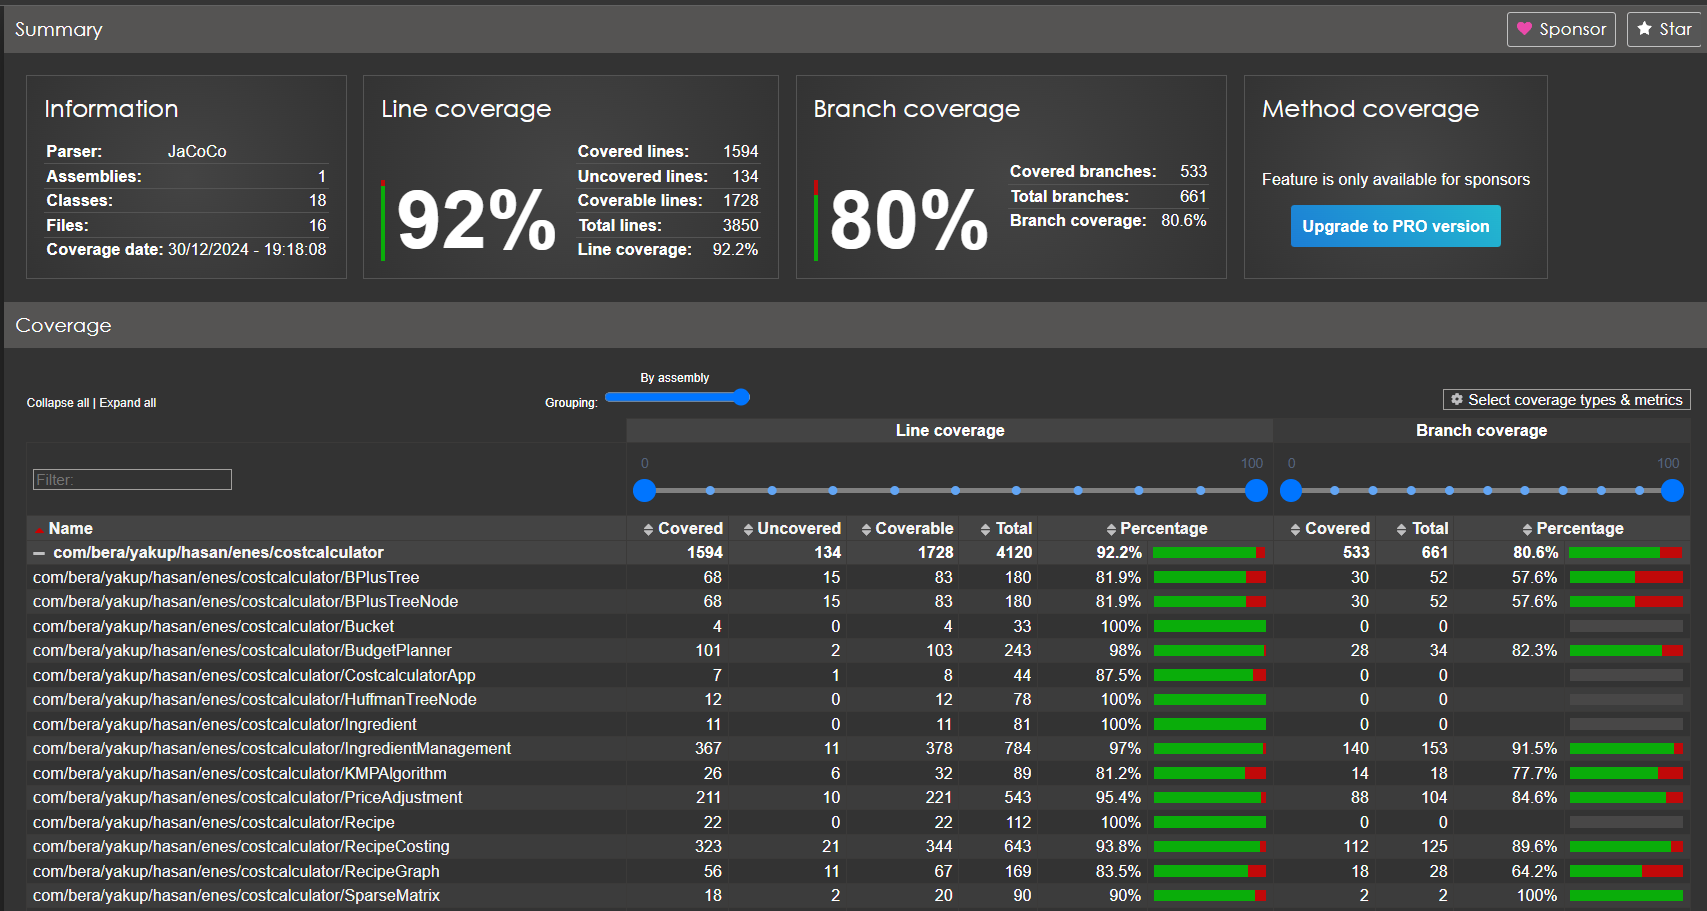 Summary
Sponsor
Star
Information
Parser: JaCoCo
Assemblies: 1
Classes: 18
Files: 16
Coverage date: 30/12/2024 - 19:18:08
Line coverage
92%
Covered lines: 1594
Uncovered lines: 134
Coverable lines: 1728
Total lines: 3850
Line coverage: 92.2%
Branch coverage
80%
Covered branches: 533
Total branches: 661
Branch coverage: 80.6%
Method coverage
Feature is only available for sponsors
Upgrade to PRO version
Coverage
Collapse all | Expand all
By assembly
Grouping:
Select coverage types & metrics
Line coverage Branch coverage
Filter: 0 100 0 100
Name Covered Uncovered Coverable Total Percentage Covered Total Percentage
com/bera/yakup/hasan/enes/costcalculator 1594 134 1728 4120 92.2% 533 661 80.6%
com/bera/yakup/hasan/enes/costcalculator/BPlusTree 68 15 83 180 81.9% 30 52 57.6%
com/bera/yakup/hasan/enes/costcalculator/BPlusTreeNode 68 15 83 180 81.9% 30 52 57.6%
com/bera/yakup/hasan/enes/costcalculator/Bucket 4 0 4 33 100% 0 0
com/bera/yakup/hasan/enes/costcalculator/BudgetPlanner 101 2 103 243 98% 28 34 82.3%
com/bera/yakup/hasan/enes/costcalculator/CostcalculatorApp 7 1 8 44 87.5% 0 0
com/bera/yakup/hasan/enes/costcalculator/HuffmanTreeNode 12 0 12 78 100% 0 0
com/bera/yakup/hasan/enes/costcalculator/Ingredient 11 0 11 81 100% 0 0
com/bera/yakup/hasan/enes/costcalculator/IngredientManagement 367 11 378 784 97% 140 153 91.5%
com/bera/yakup/hasan/enes/costcalculator/KMPAlgorithm 26 6 32 89 81.2% 14 18 77.7%
com/bera/yakup/hasan/enes/costcalculator/PriceAdjustment 211 10 221 543 95.4% 88 104 84.6%
com/bera/yakup/hasan/enes/costcalculator/Recipe 22 0 22 112 100% 0 0
com/bera/yakup/hasan/enes/costcalculator/RecipeCosting 323 21 344 643 93.8% 112 125 89.6%
com/bera/yakup/hasan/enes/costcalculator/RecipeGraph 56 11 67 169 83.5% 18 28 64.2%
com/bera/yakup/hasan/enes/costcalculator/SparseMatrix 18 2 20 90 90% 2 2 100%